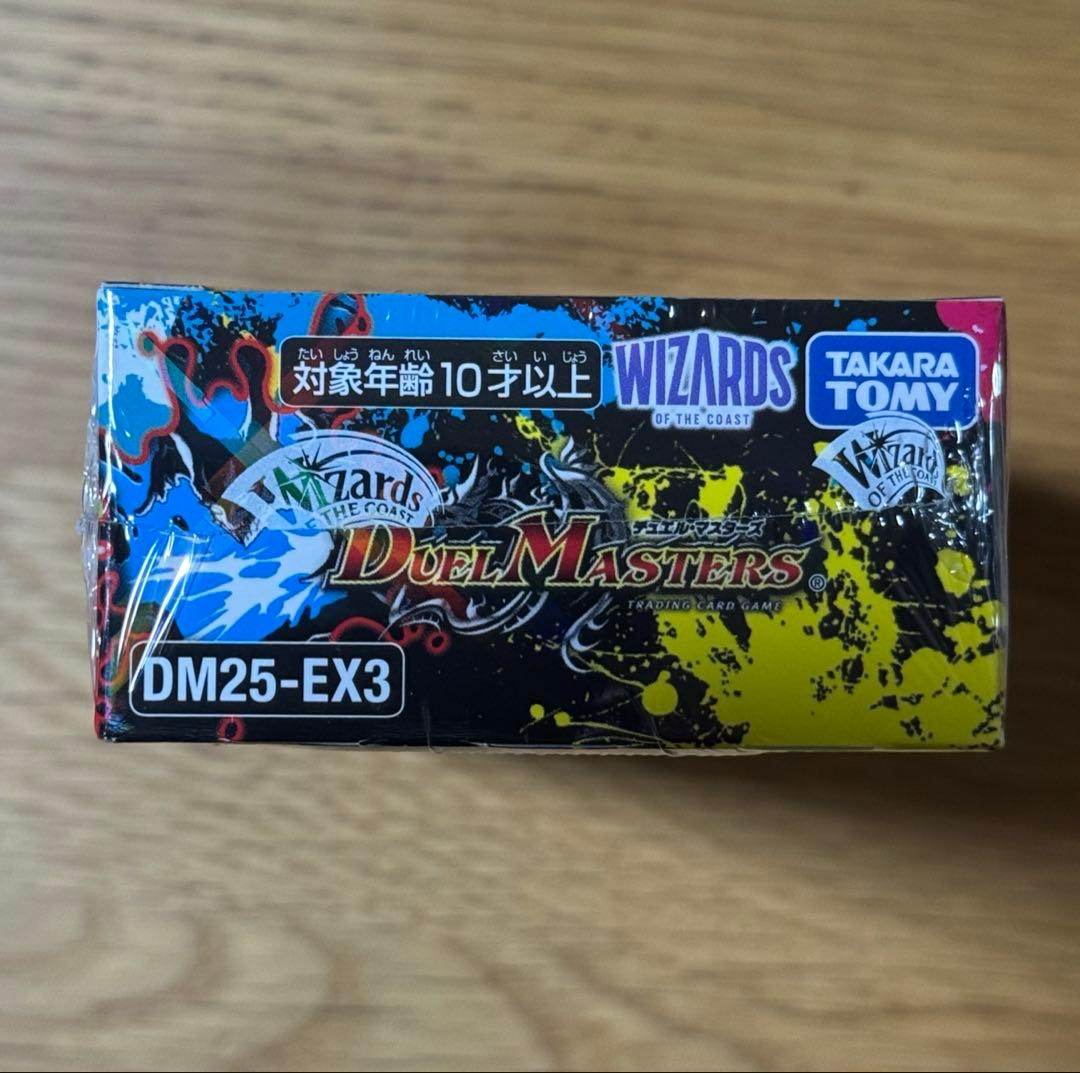 たいしょうねんれい さいいじょう
対象年齢10才以上
WIZARDS
OF THE COAST
TAKARA
TOMY
Wizards
OF THE COAST
Wizards
OF THE COAST
デュエル・マスターズ
DUEL MASTERS®
TRADING CARD GAME
DM25-EX3